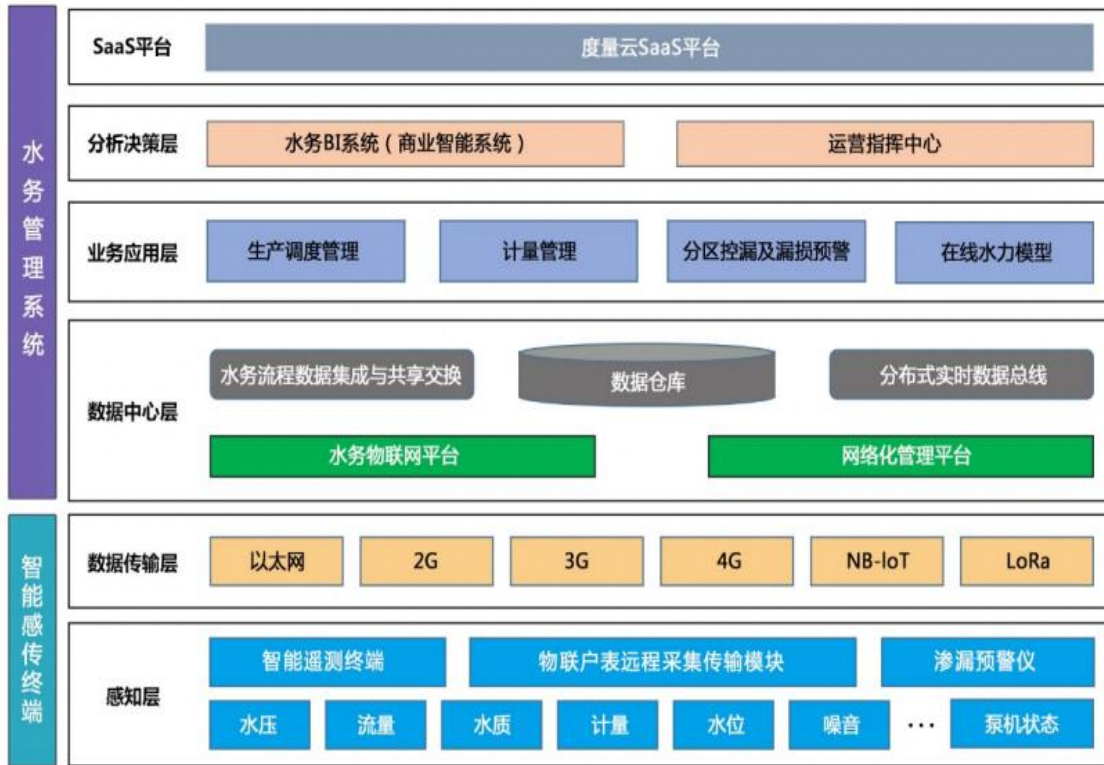 水务管理系统
SaaS平台
度量云SaaS平台
分析决策层
水务BI系统（商业智能系统）
运营指挥中心
业务应用层
生产调度管理
计量管理
分区控漏及漏损预警
在线水力模型
数据中心层
水务流程数据集成与共享交换
数据仓库
分布式实时数据总线
水务物联网平台
网络化管理平台
智能感传终端
数据传输层
以太网
2G
3G
4G
NB-IoT
LoRa
感知层
智能遥测终端
物联户表远程采集传输模块
渗漏预警仪
水压
流量
水质
计量
水位
噪音
···
泵机状态